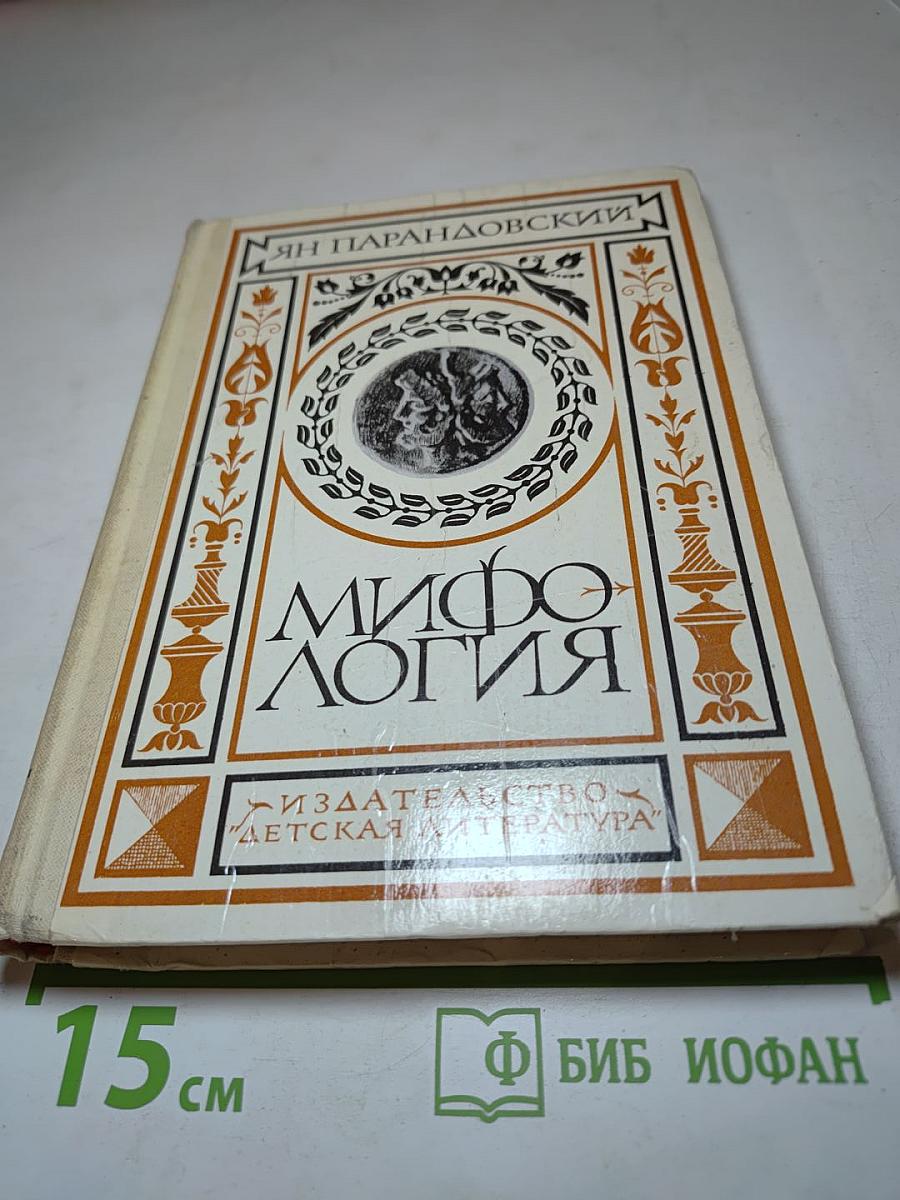 ЯН ПАРАНДОВСКИЙ
МИФО
ЛОГИЯ
ИЗДАТЕЛЬСТВО
"ДЕТСКАЯ ЛИТЕРАТУРА"
15 см
Ф БИБ ИОФАН